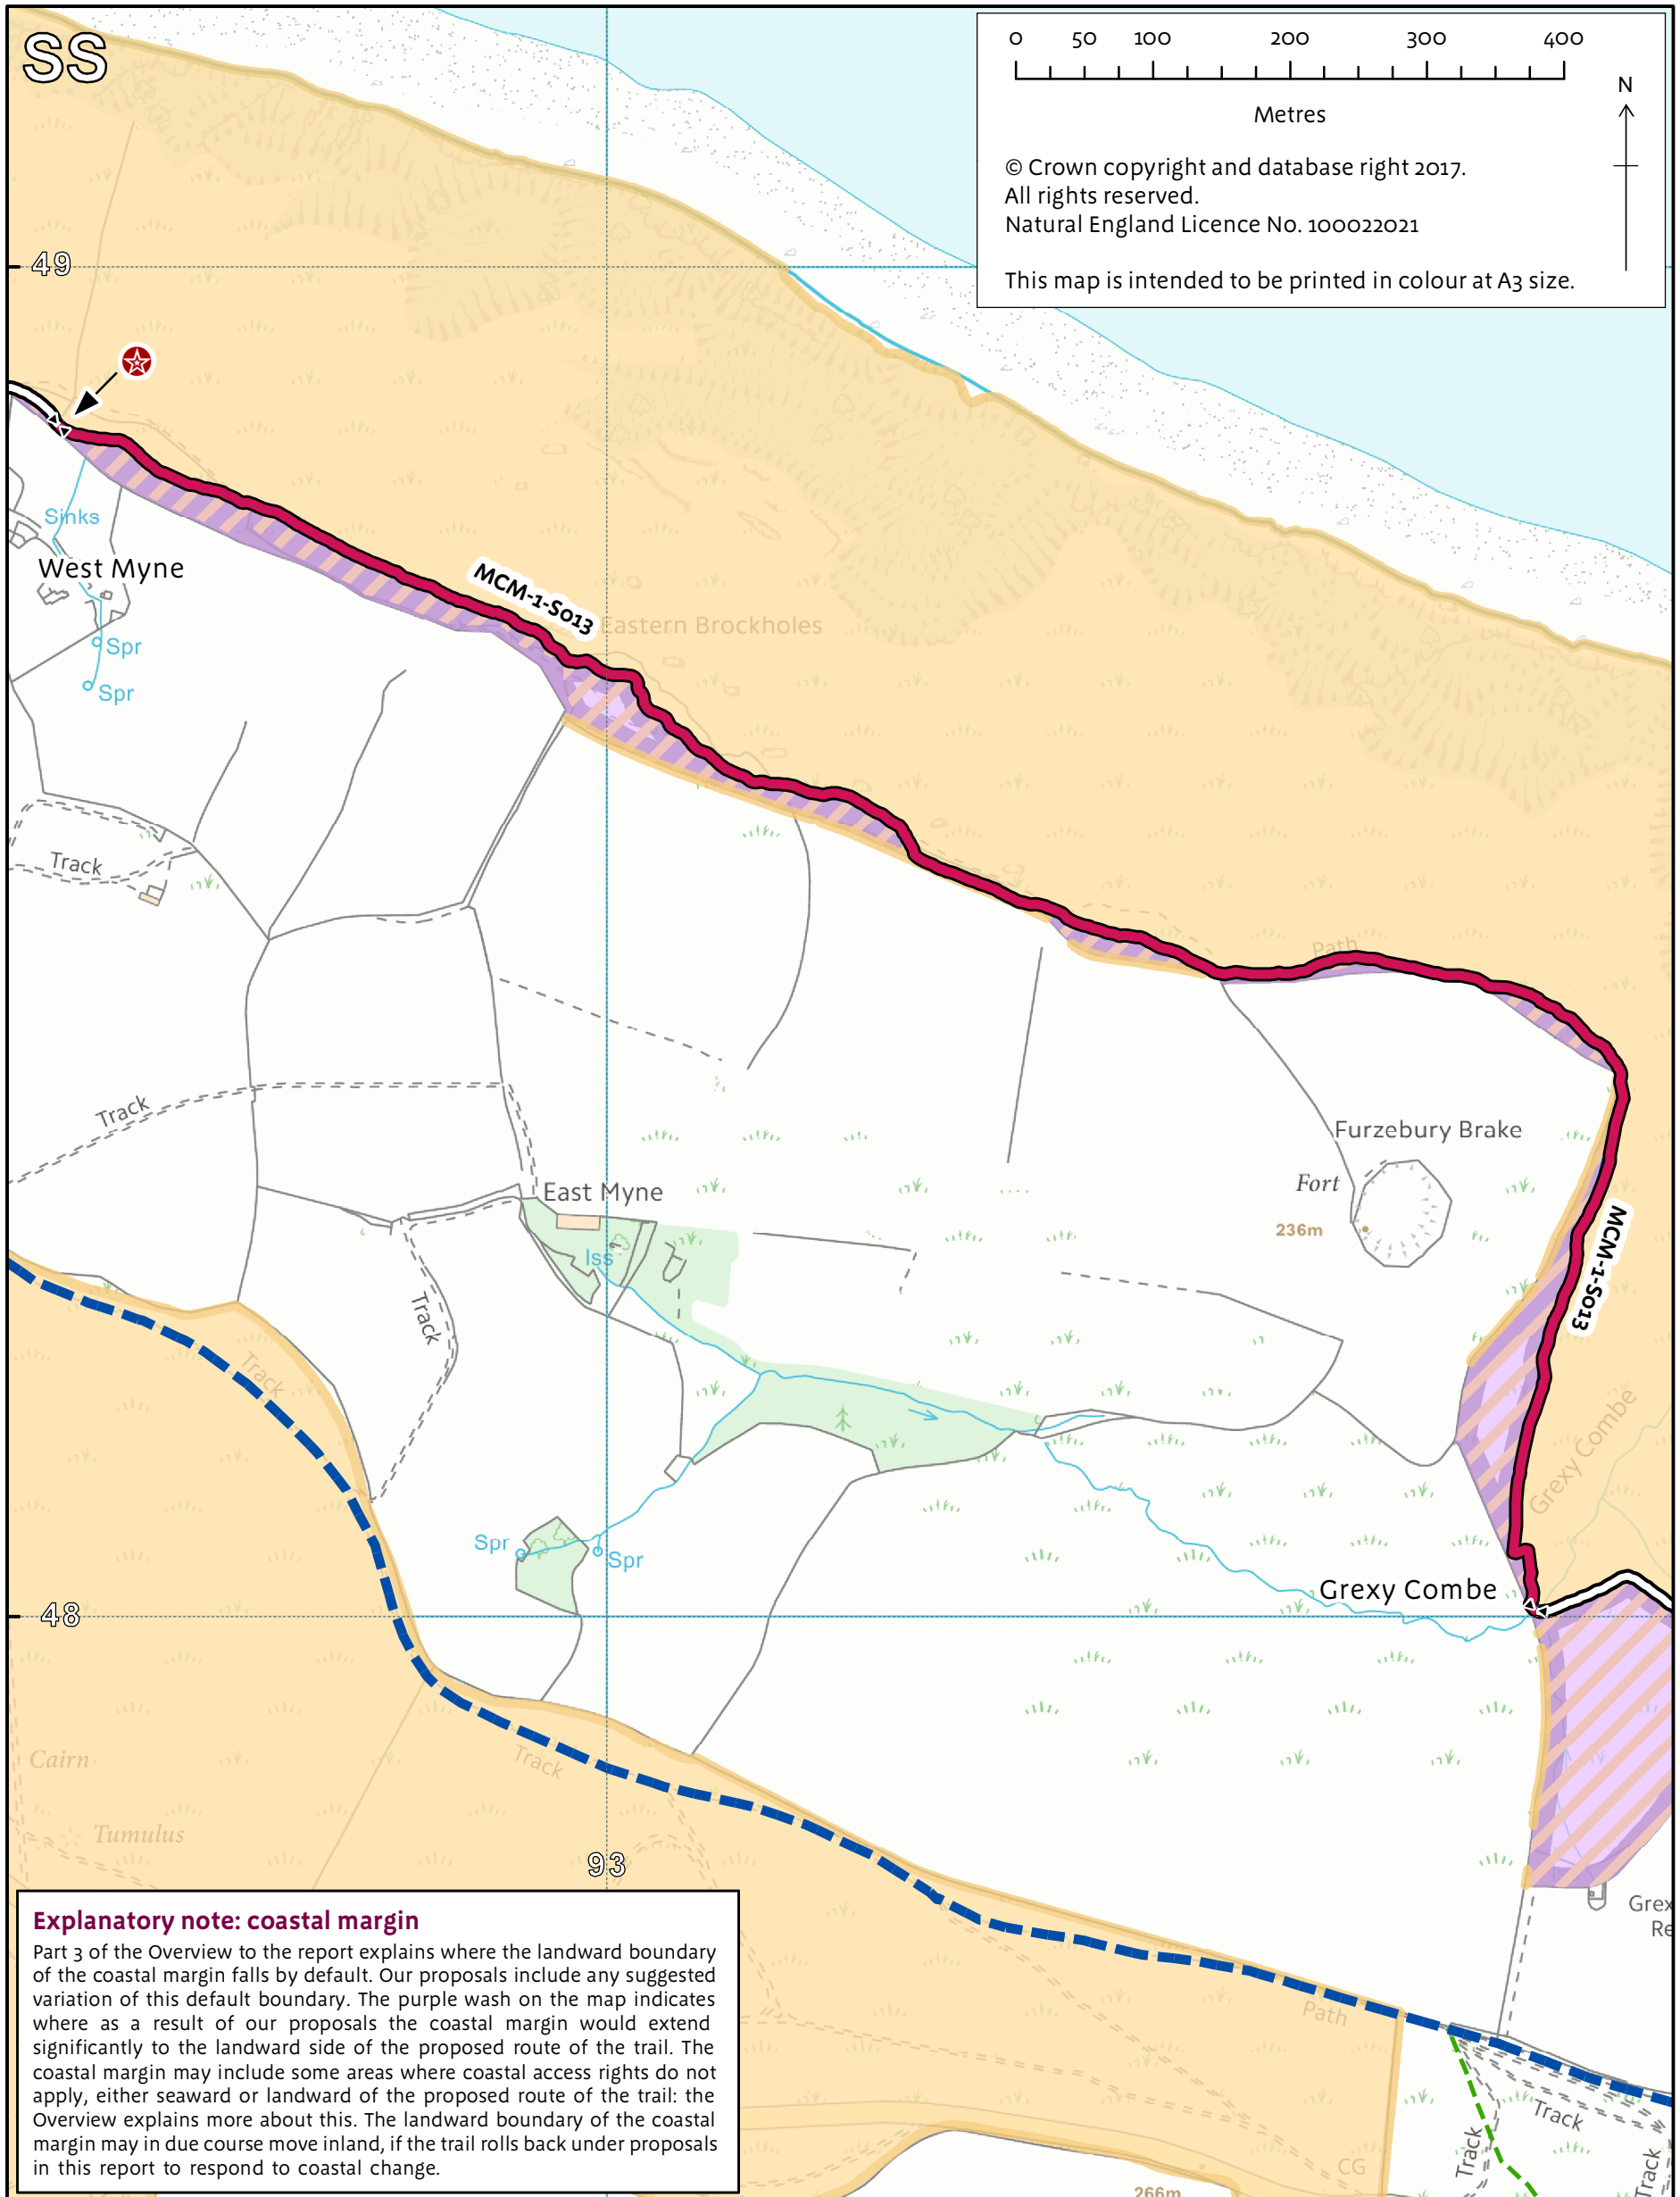 SS
0 50 100 200 300 400
Metres
N
© Crown copyright and database right 2017.
All rights reserved.
Natural England Licence No. 100022021
This map is intended to be printed in colour at A3 size.
49
Sinks
West Myne
Spr
Spr
MCM-1-S013
Eastern Brockholes
Track
Path
Track
Furzebury Brake
Fort
236m
East Myne
Iss
MCM-1-S013
Track
Track
Grexy Combe
Spr
Spr
Grexy Combe
48
Cairn
Track
Tumulus
93
Grex
Re
Path
Track
Track
Track
CG
266m
Explanatory note: coastal margin
Part 3 of the Overview to the report explains where the landward boundary
of the coastal margin falls by default. Our proposals include any suggested
variation of this default boundary. The purple wash on the map indicates
where as a result of our proposals the coastal margin would extend
significantly to the landward side of the proposed route of the trail. The
coastal margin may include some areas where coastal access rights do not
apply, either seaward or landward of the proposed route of the trail: the
Overview explains more about this. The landward boundary of the coastal
margin may in due course move inland, if the trail rolls back under proposals
in this report to respond to coastal change.